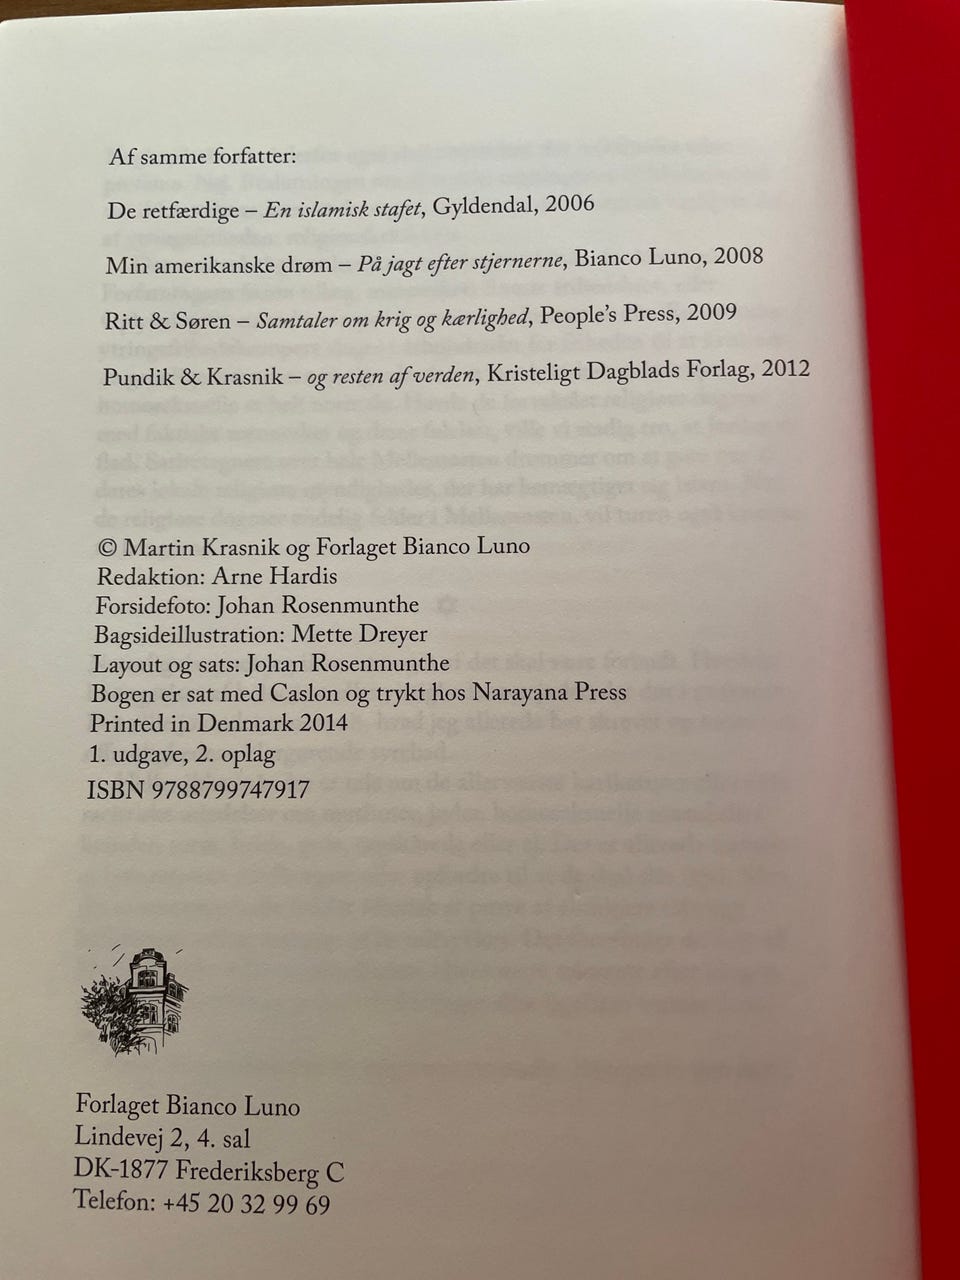 Af samme forfatter:
De retfærdige – En islamisk stafet, Gyldendal, 2006
Min amerikanske drøm – På jagt efter stjernerne, Bianco Luno, 2008
Ritt & Søren – Samtaler om krig og kærlighed, People's Press, 2009
Pundik & Krasnik – og resten af verden, Kristeligt Dagblads Forlag, 2012
© Martin Krasnik og Forlaget Bianco Luno
Redaktion: Arne Hardis
Forsidefoto: Johan Rosenmunthe
Bagsideillustration: Mette Dreyer
Layout og sats: Johan Rosenmunthe
Bogen er sat med Caslon og trykt hos Narayana Press
Printed in Denmark 2014
1. udgave, 2. oplag
ISBN 9788799747917
Forlaget Bianco Luno
Lindevej 2, 4. sal
DK-1877 Frederiksberg C
Telefon: +45 20 32 99 69